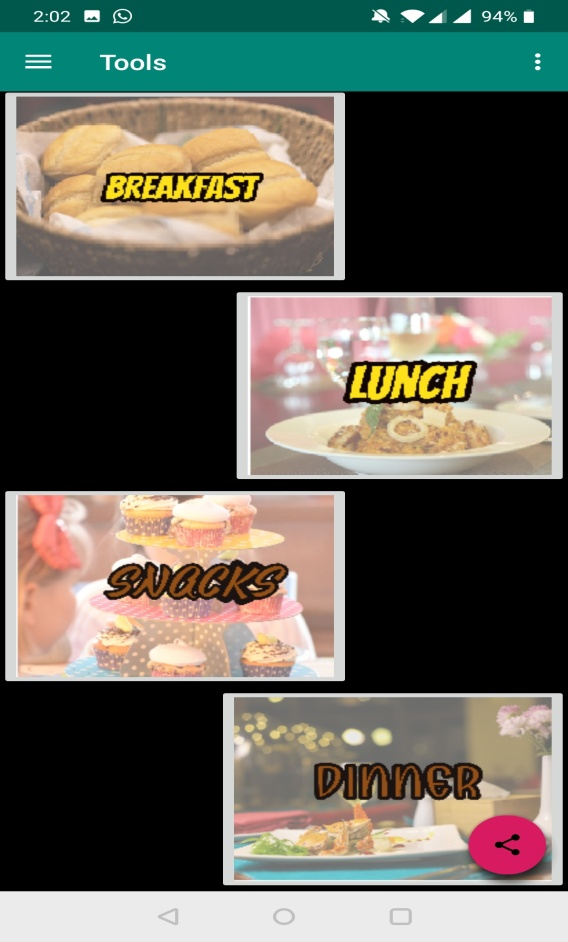 2:02
94%
Tools
BREAKFAST
LUNCH
SNACKS
DINNER